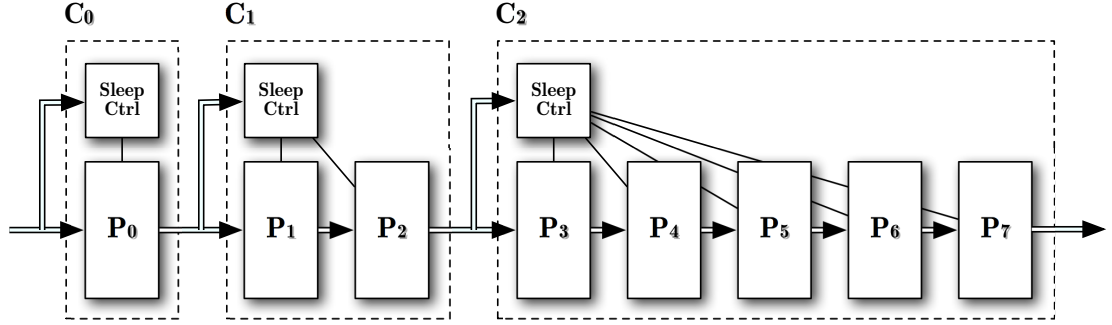 C₀
C₁
C₂
Sleep
Ctrl
Sleep
Ctrl
Sleep
Ctrl
P₀
P₁
P₂
P₃
P₄
P₅
P₆
P₇